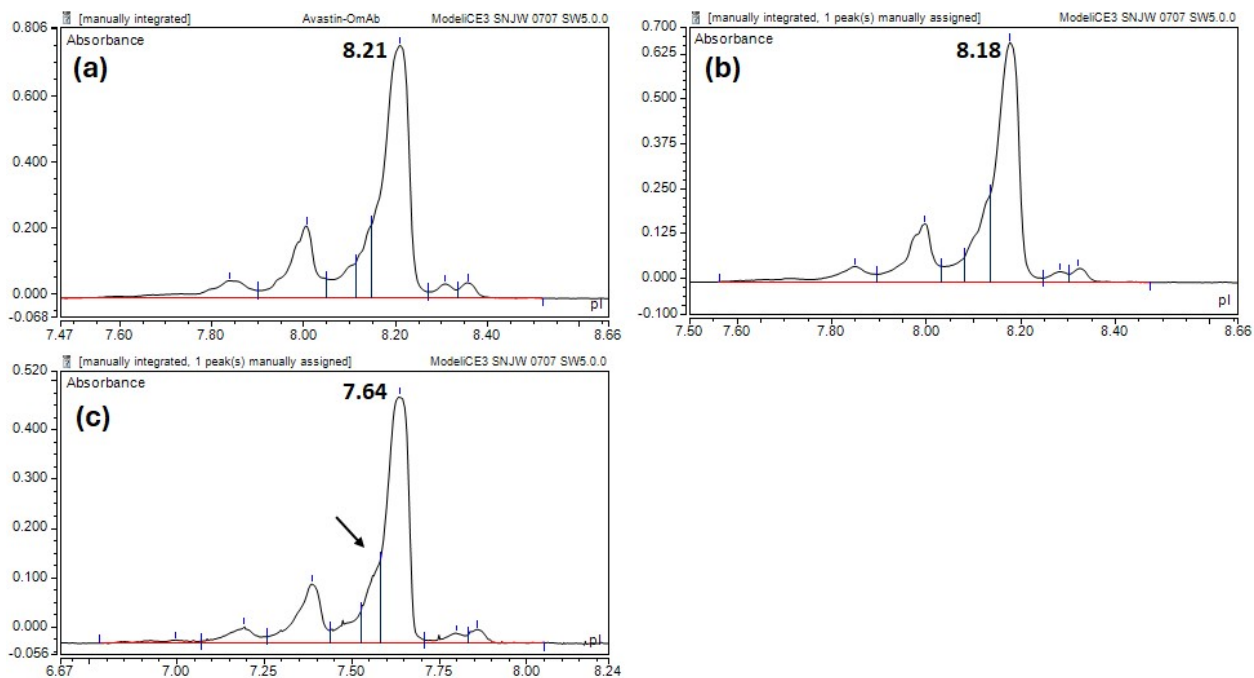 [manually integrated] Avastin-OmAb ModeliCE3 SNJW 0707 SW5.0.0
0.806
Absorbance
(a)
8.21
0.600
0.400
0.200
0.000
-0.068
pI
7.47 7.60 7.80 8.00 8.20 8.40 8.66
[manually integrated, 1 peak(s) manually assigned] ModeliCE3 SNJW 0707 SW5.0.0
0.700
Absorbance
(b)
8.18
0.625
0.500
0.375
0.250
0.125
0.000
-0.100
pI
7.50 7.60 7.80 8.00 8.20 8.40 8.66
[manually integrated, 1 peak(s) manually assigned] ModeliCE3 SNJW 0707 SW5.0.0
0.520
Absorbance
(c)
7.64
0.400
0.300
0.200
0.100
0.000
-0.056
pI
6.67 7.00 7.25 7.50 7.75 8.00 8.24